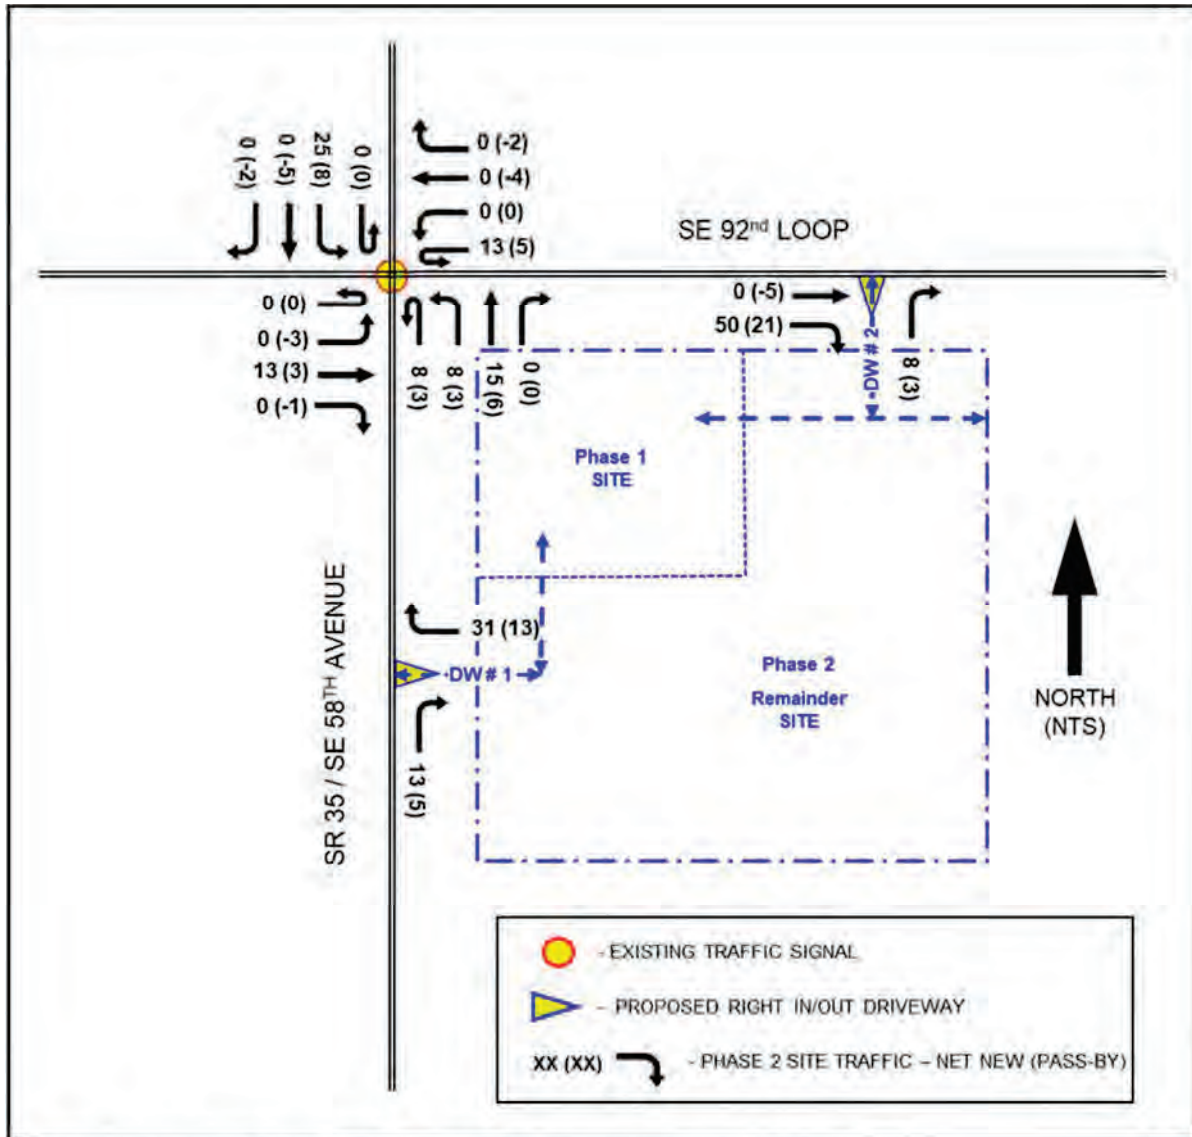 0 (-2)
0 (-5)
25 (8)
0 (0)
0 (-2)
0 (-4)
0 (0)
13 (5)
SE 92nd LOOP
0 (0)
0 (-3)
13 (3)
0 (-1)
8 (3)
8 (3)
15 (6)
0 (0)
0 (-5)
50 (21)
DW # 2
8 (3)
Phase 1
SITE
SR 35 / SE 58TH AVENUE
31 (13)
DW # 1
13 (5)
Phase 2
Remainder
SITE
NORTH
(NTS)
- EXISTING TRAFFIC SIGNAL
- PROPOSED RIGHT IN/OUT DRIVEWAY
XX (XX) - PHASE 2 SITE TRAFFIC – NET NEW (PASS-BY)